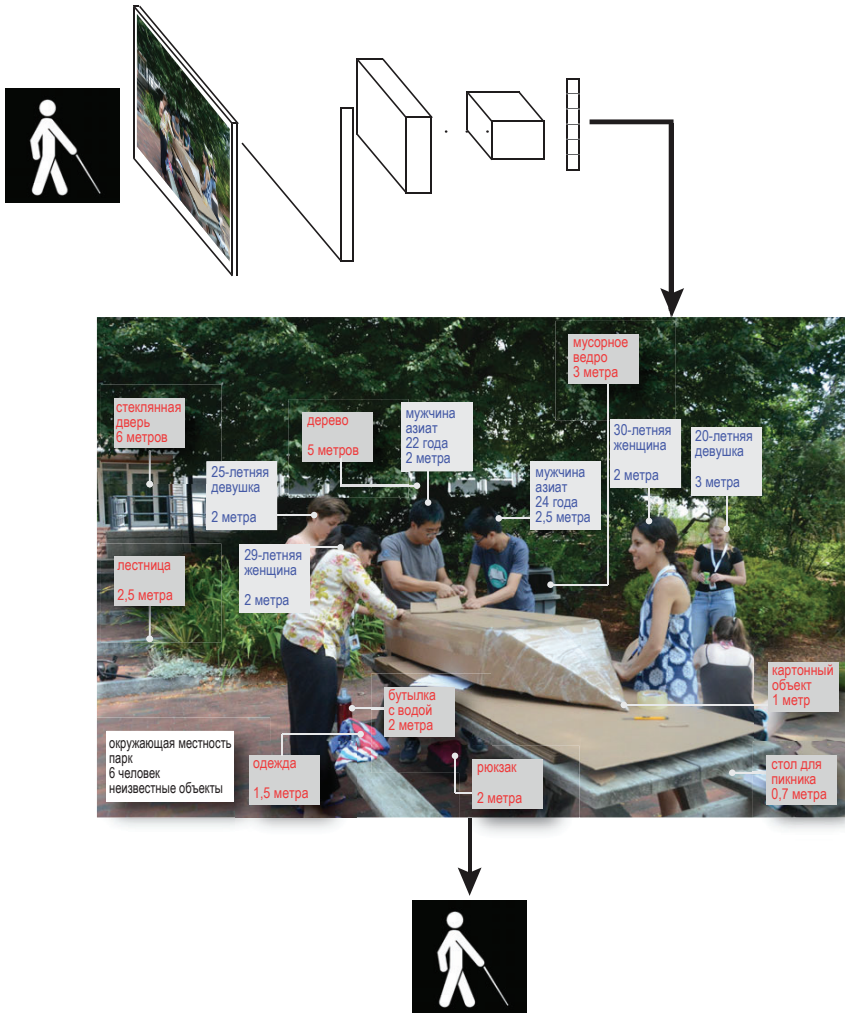 мусорное
ведро
3 метра
стеклянная
дверь
6 метров
дерево
5 метров
мужчина
азиат
22 года
2 метра
30-летняя
женщина
2 метра
20-летняя
девушка
3 метра
25-летняя
девушка
2 метра
мужчина
азиат
24 года
2,5 метра
29-летняя
женщина
2 метра
лестница
2,5 метра
картонный
объект
1 метр
бутылка
с водой
2 метра
окружающая местность
парк
6 человек
неизвестные объекты
одежда
1,5 метра
рюкзак
2 метра
стол для
пикника
0,7 метра